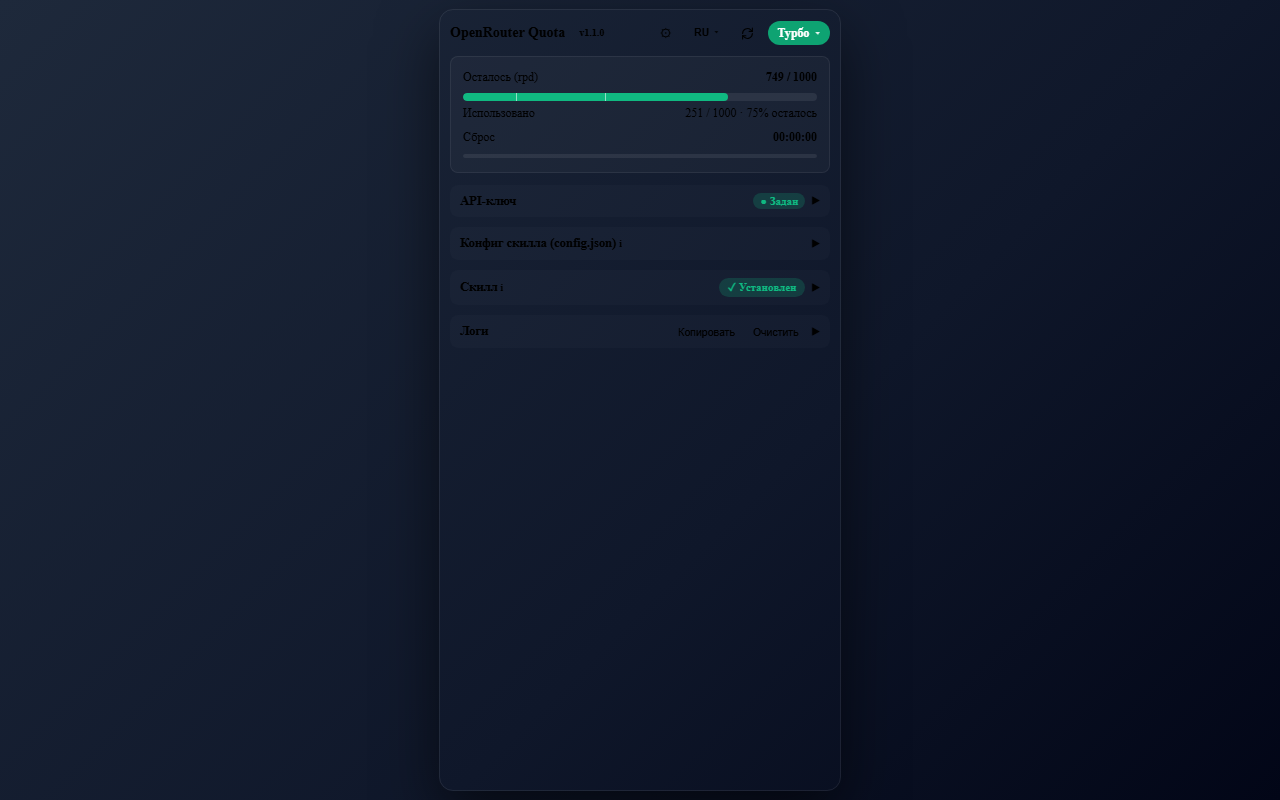 OpenRouter Quota v1.1.0 RU Турбо
Осталось (rpd) 749 / 1000
Использовано 251 / 1000 · 75% осталось
Сброс 00:00:00
API-ключ ● Задан ▶
Конфиг скилла (config.json) i ▶
Скилл i ✓ Установлен ▶
Логи Копировать Очистить ▶